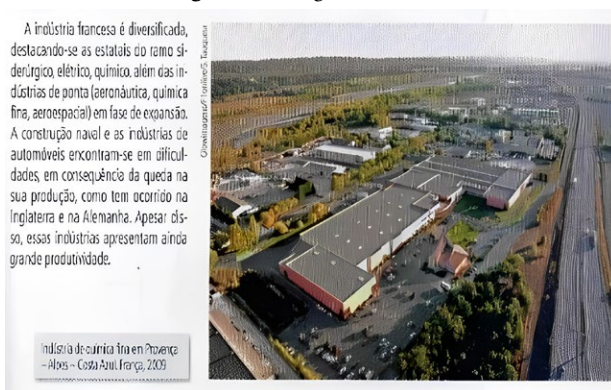 A indústria francesa é diversificada,
destacando-se as estatais do ramo si-
derúrgico, elétrico, químico, além das in-
dústrias de ponta (aeronáutica, química
fina, aeroespacial) em fase de expansão.
A construção naval e as indústrias de
automóveis encontram-se em dificul-
dades, em consequência da queda na
sua produção, como tem ocorrido na
Inglaterra e na Alemanha. Apesar dis-
so, essas indústrias apresentam ainda
grande produtividade.
Indústria de química fina em Provença
– Alpes – Costa Azul. França, 2009